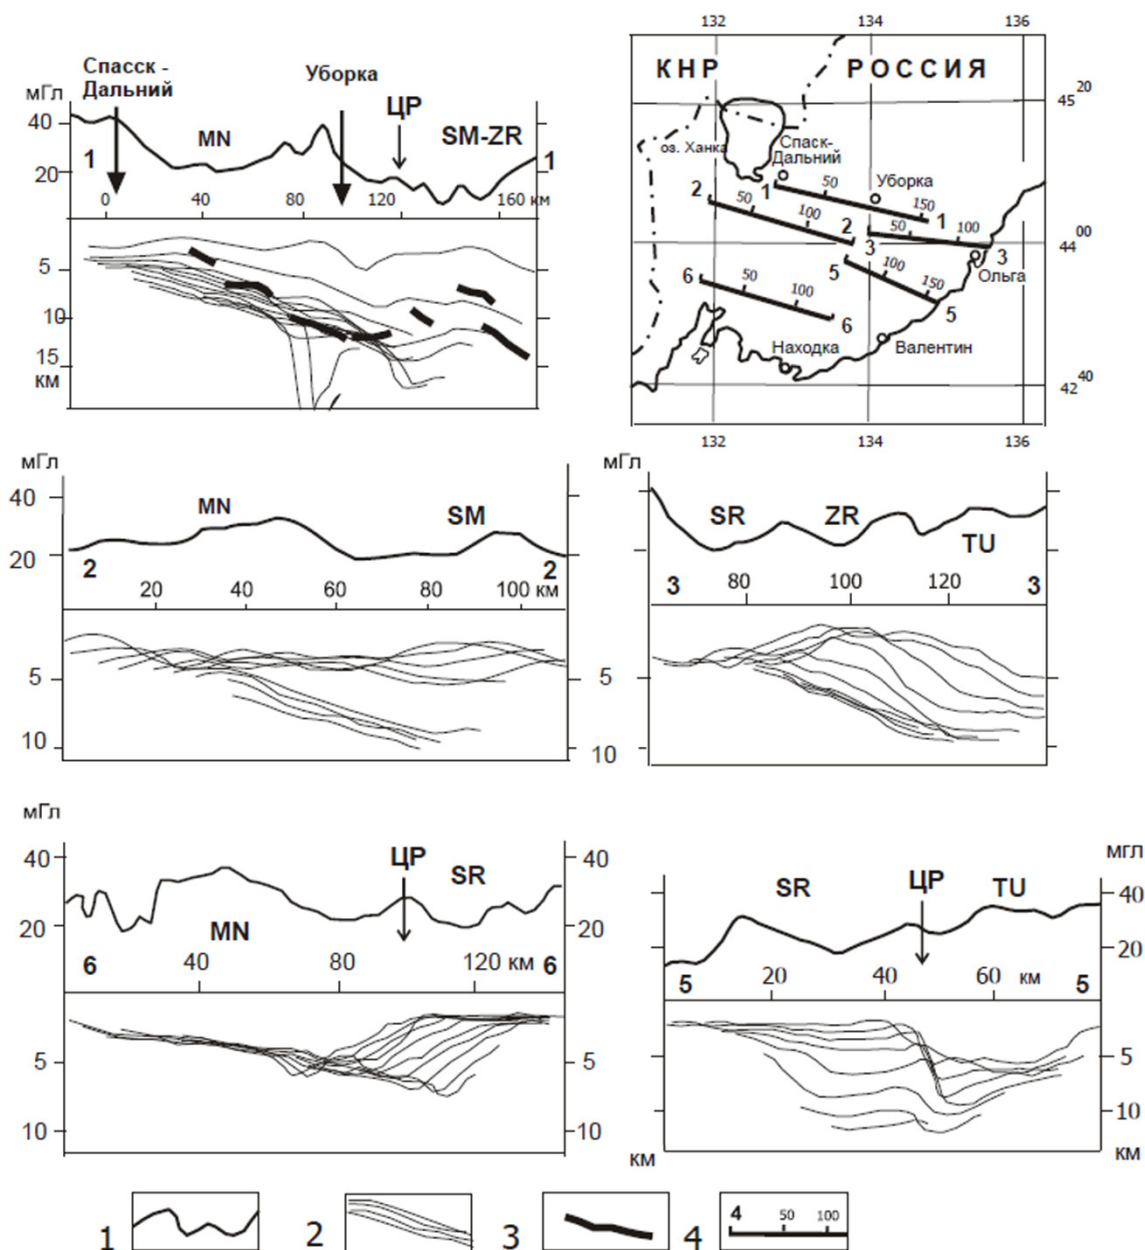 Спасск -
Дальний
Уборка
мГл
40
ЦР
MN
SM-ZR
1
1
20
0
40
80
120
160 км
5
10
15
км
132
134
136
КНР
РОССИЯ
45 20
оз. Ханка
Спаск-
Дальний
Уборка
1
50
150
1
2
50
100
2
3
50
100
3
44 00
5
100
150
5
Ольга
6
50
100
6
Находка
Валентин
42 40
132
134
136
мГл
40
MN
SM
20
2
2
20
40
60
80
100 км
5
10
мГл
SR
ZR
TU
3
80
100
120
3
5
10
мГл
40
ЦР
40
SR
20
20
MN
6
40
80
120 км
6
5
5
10
10
мгл
SR
ЦР
TU
40
20
5
20
40
60
км
5
5
10
км
км
1
2
3
4
4
50
100